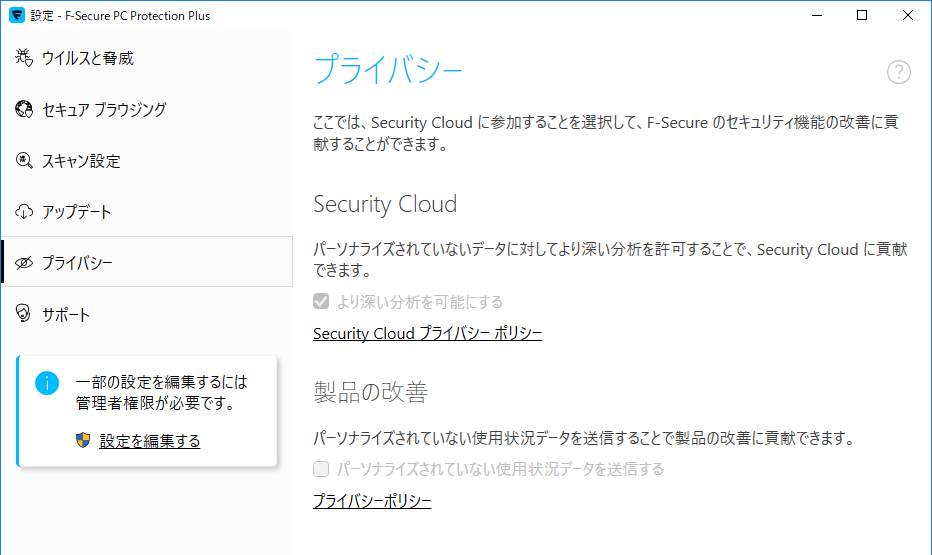 設定 - F-Secure PC Protection Plus
ウイルスと脅威
セキュア ブラウジング
スキャン設定
アップデート
プライバシー
サポート
一部の設定を編集するには
管理者権限が必要です。
設定を編集する
プライバシー
ここでは、Security Cloud に参加することを選択して、F-Secure のセキュリティ機能の改善に貢
献することができます。
Security Cloud
パーソナライズされていないデータに対してより深い分析を許可することで、Security Cloud に貢献
できます。
より深い分析を可能にする
Security Cloud プライバシー ポリシー
製品の改善
パーソナライズされていない使用状況データを送信することで製品の改善に貢献できます。
パーソナライズされていない使用状況データを送信する
プライバシーポリシー